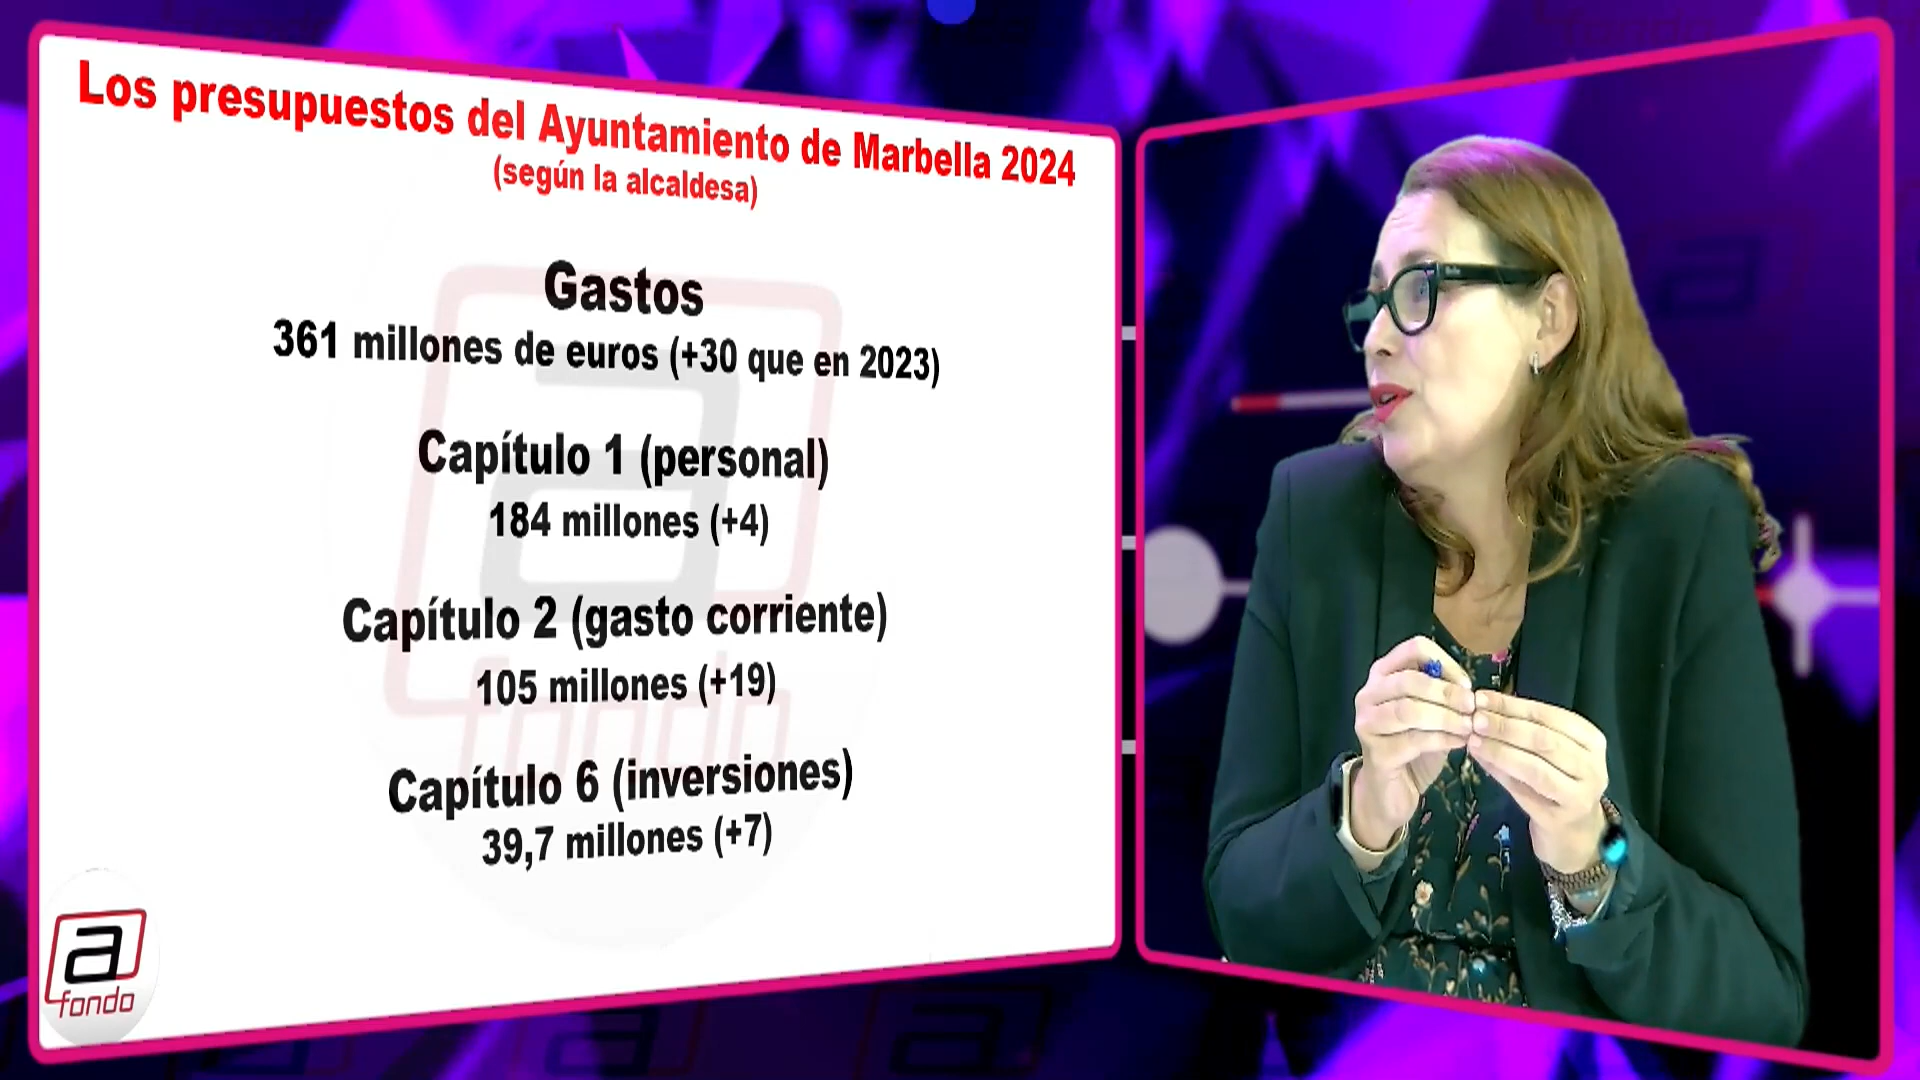 Los presupuestos del Ayuntamiento de Marbella 2024
(según la alcaldesa)
Gastos
361 millones de euros (+30 que en 2023)
Capítulo 1 (personal)
184 millones (+4)
Capítulo 2 (gasto corriente)
105 millones (+19)
Capítulo 6 (inversiones)
39,7 millones (+7)
a
fondo